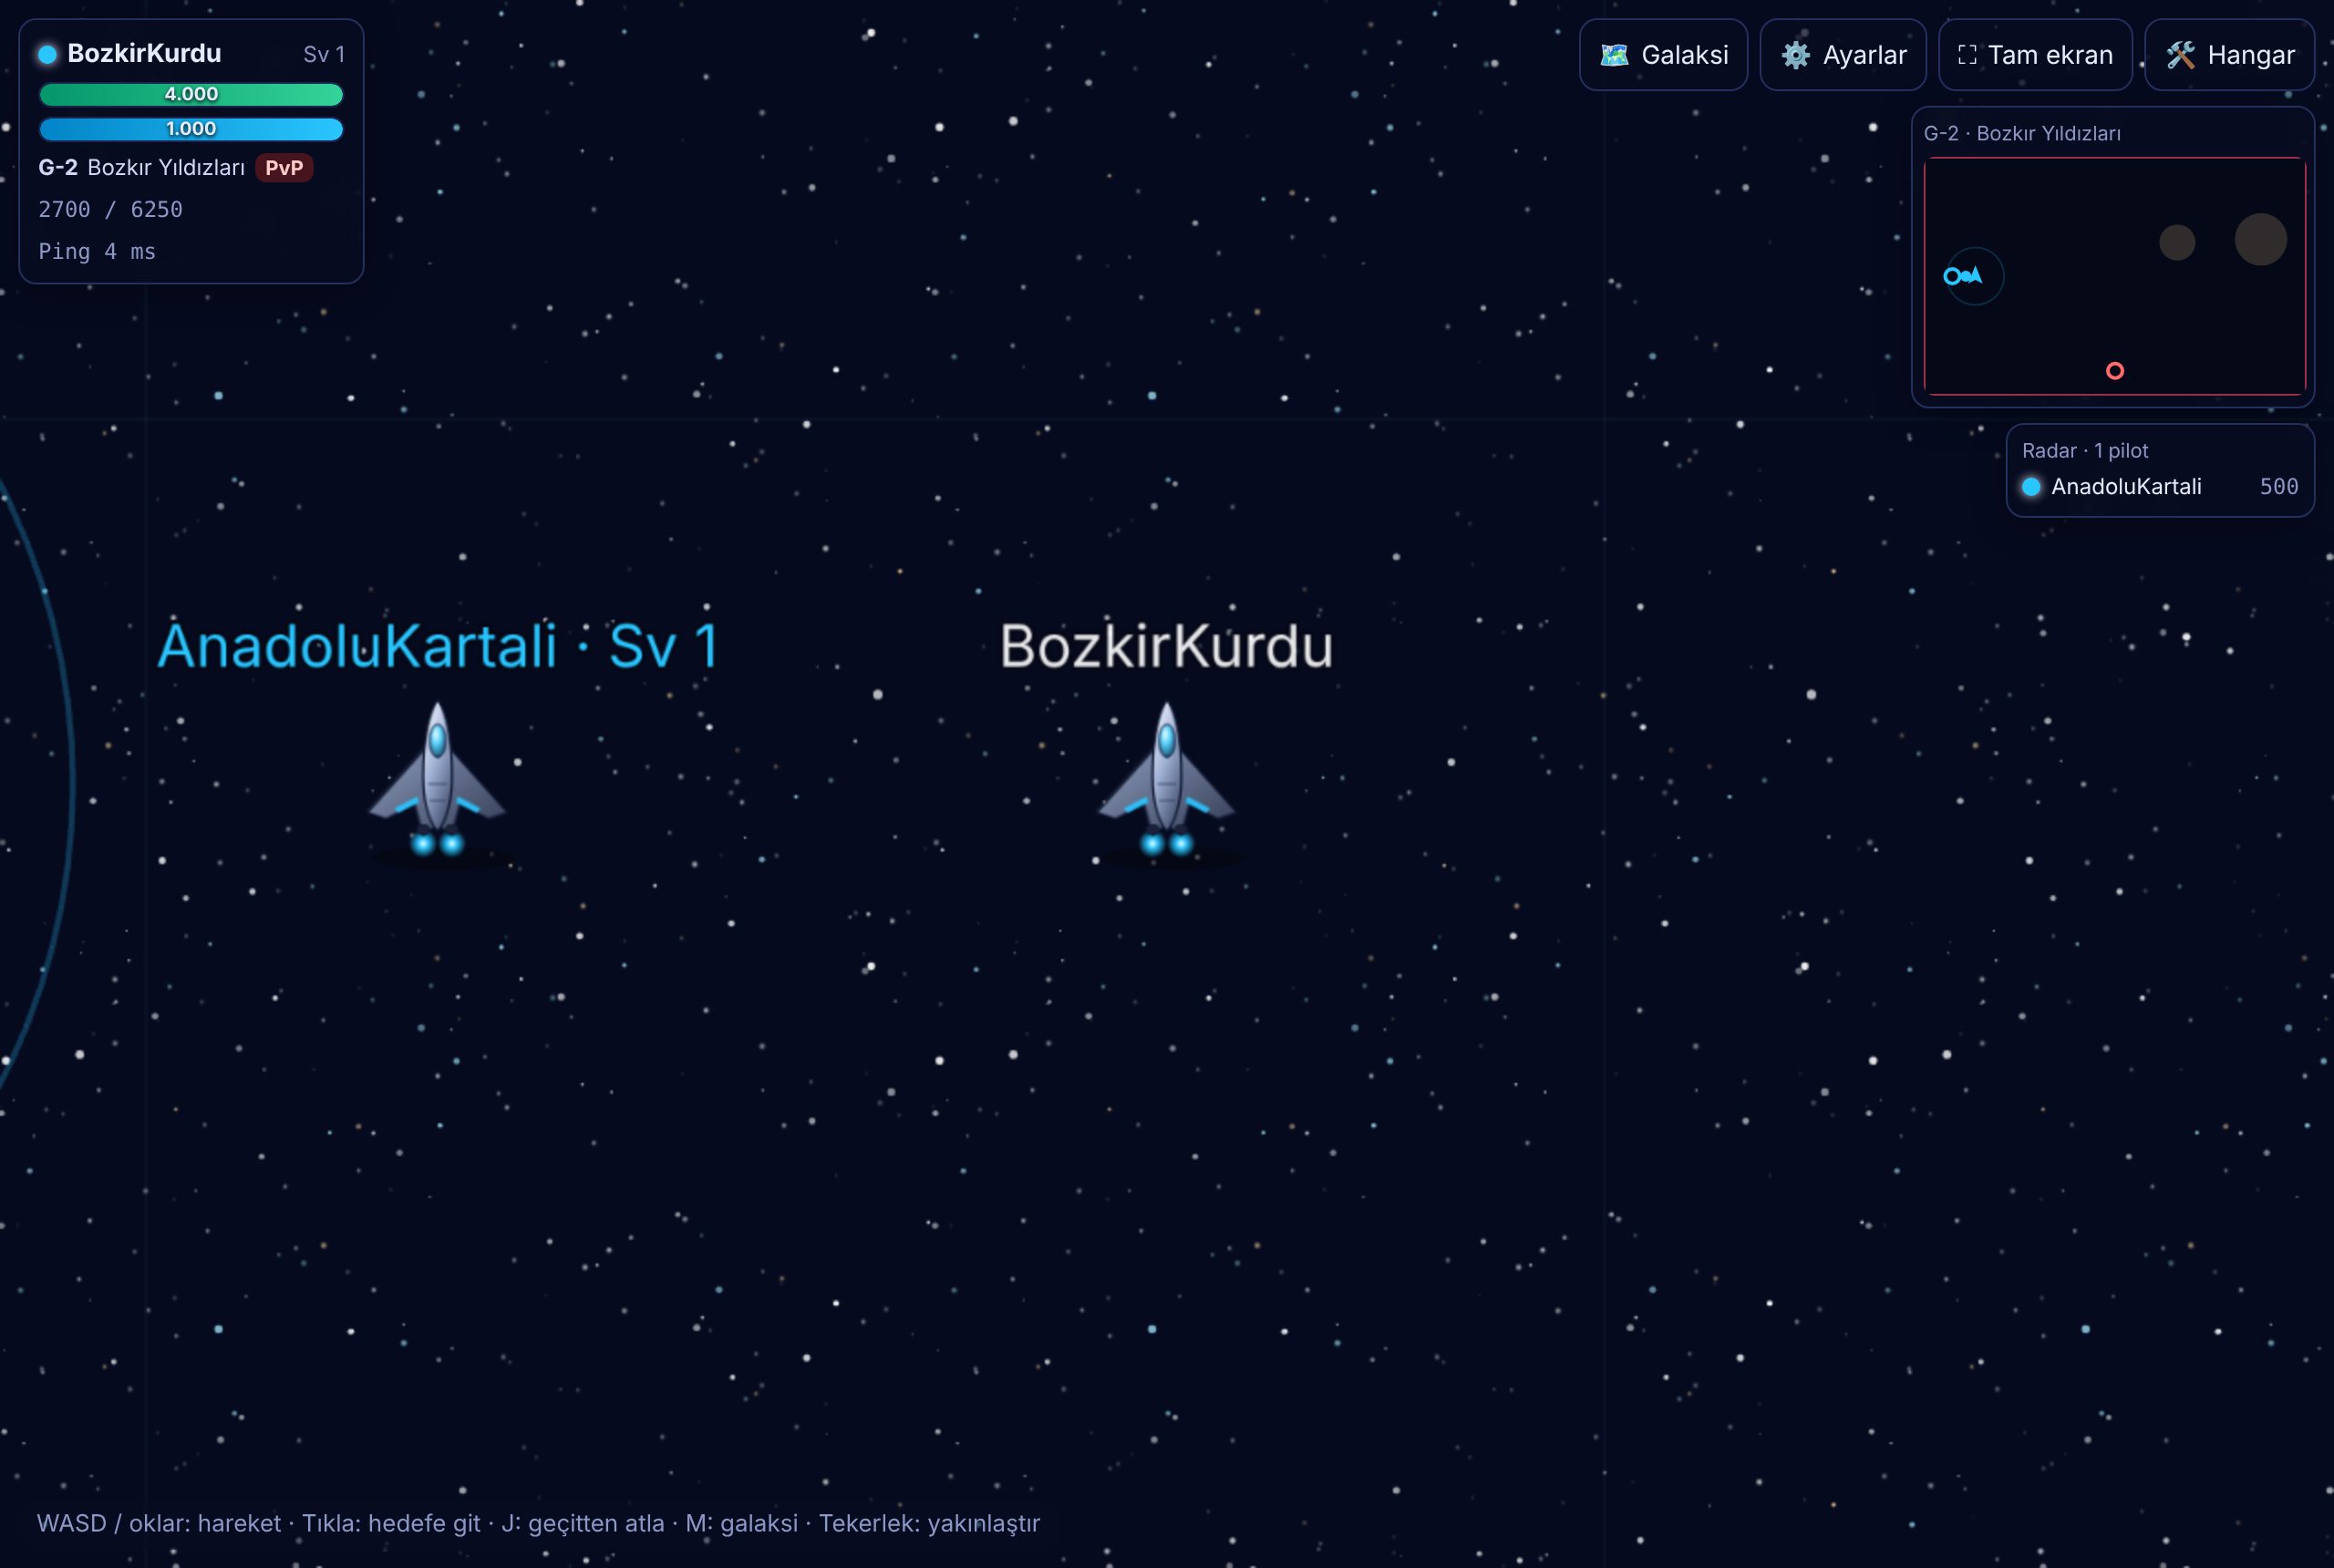 BozkirKurdu Sv 1
4.000
1.000
G-2 Bozkır Yıldızları PvP
2700 / 6250
Ping 4 ms
Galaksi
Ayarlar
Tam ekran
Hangar
G-2 · Bozkır Yıldızları
Radar · 1 pilot
AnadoluKartali 500
AnadoluKartali · Sv 1
BozkirKurdu
WASD / oklar: hareket · Tıkla: hedefe git · J: geçitten atla · M: galaksi · Tekerlek: yakınlaştır